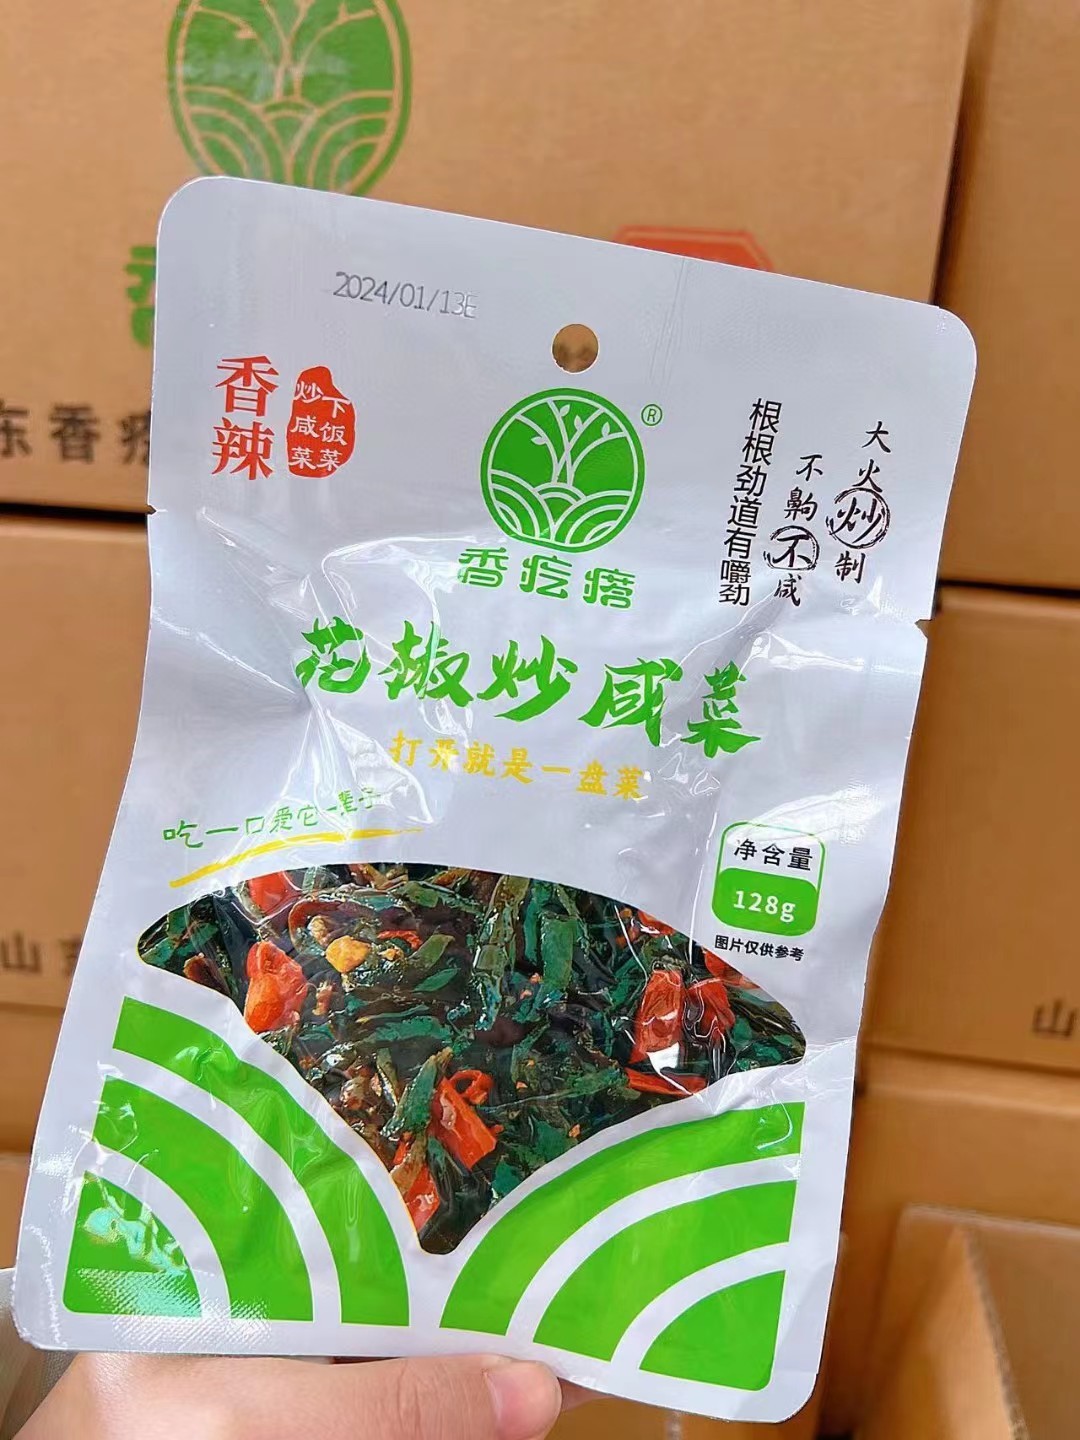 2024/01/13E
香辣
下饭菜
炒咸菜
®
香疙瘩
大火炒制
不齁不咸
根根劲道有嚼劲
花椒炒咸菜
打开就是一盘菜
吃一口爱它一辈子
净含量
128g
图片仅供参考
东香疙
山
山